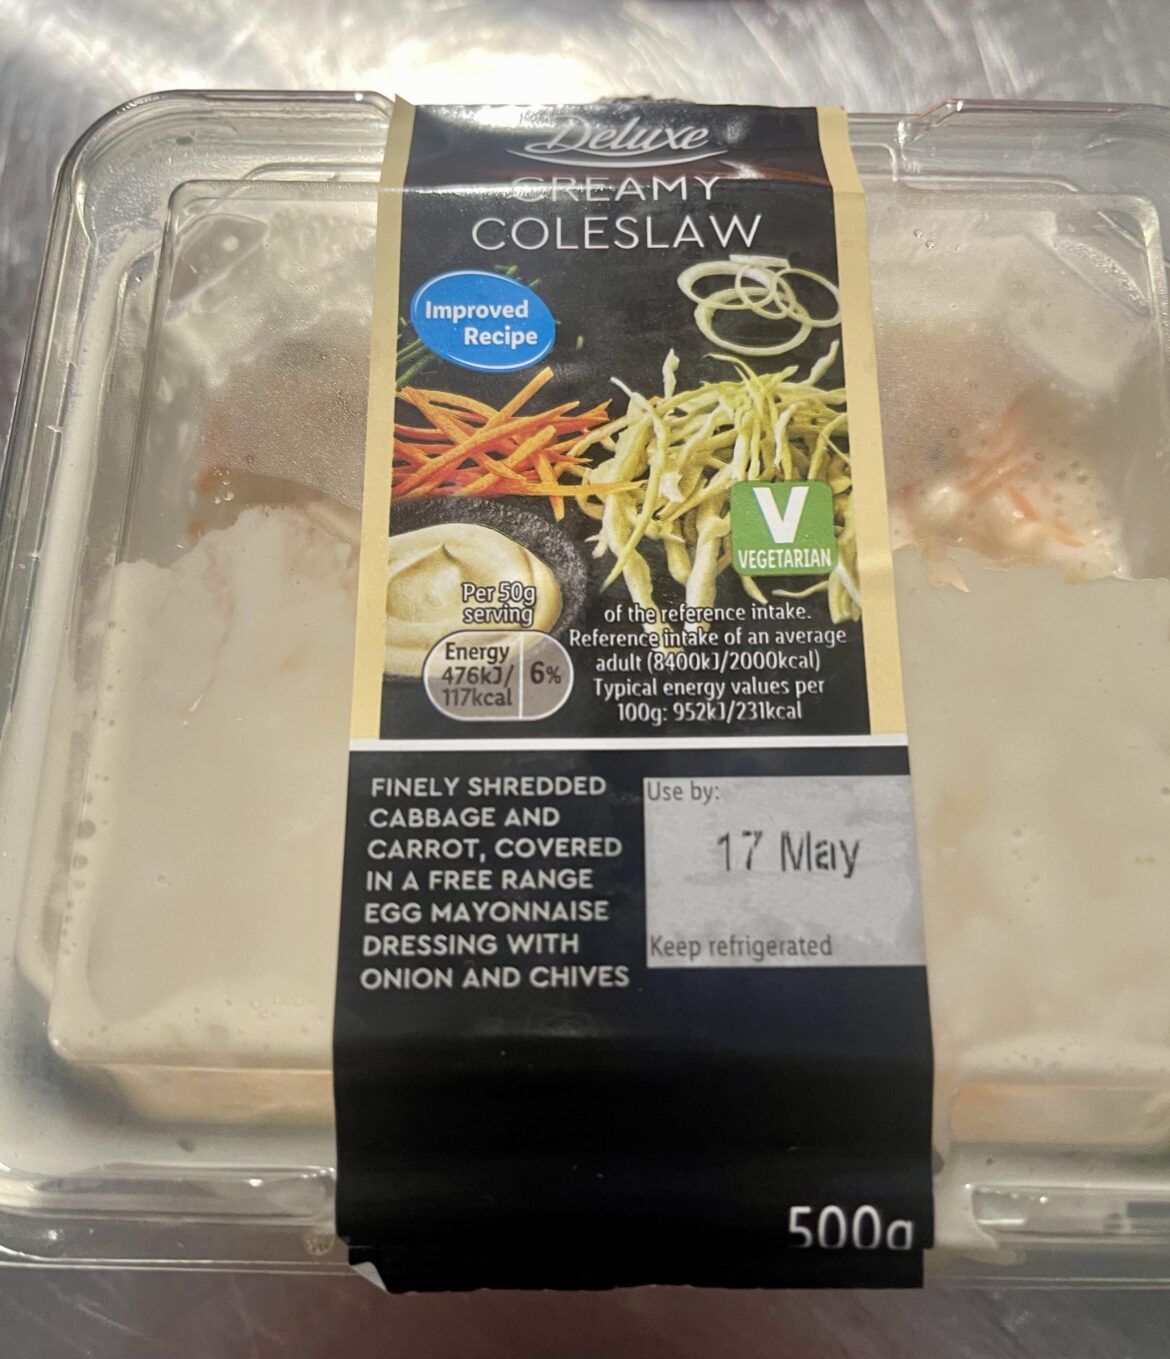 Deluxe
CREAMY
COLESLAW
Improved
Recipe
V
VEGETARIAN
Per 50g
serving
Energy
476kJ/
117kcal
6%
of the reference intake.
Reference intake of an average
adult (8400kJ/2000kcal)
Typical energy values per
100g: 952kJ/231kcal
FINELY SHREDDED
CABBAGE AND
CARROT, COVERED
IN A FREE RANGE
EGG MAYONNAISE
DRESSING WITH
ONION AND CHIVES
Use by:
17 May
Keep refrigerated
500g